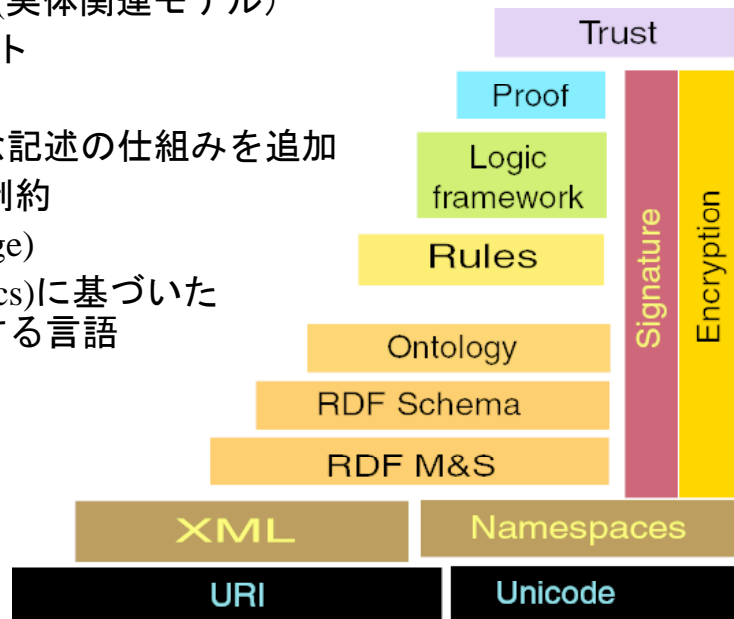 (実体関連モデル)
ト
記述の仕組みを追加
制約
ge)
cs)に基づいた
する言語
Trust
Proof
Logic
framework
Rules
Ontology
RDF Schema
RDF M&S
Signature
Encryption
XML
Namespaces
URI
Unicode